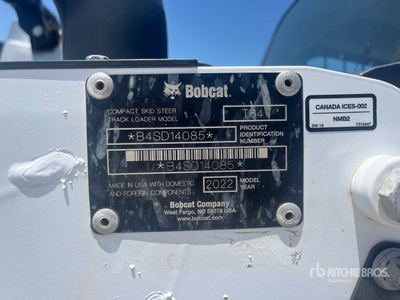 Bobcat.
COMPACT SKID STEER
TRACK LOADER MODEL
T64
*B4SD14085*
PRODUCT
IDENTIFICATION
NUMBER
*B4SD14085*
MADE IN USA WITH DOMESTIC
AND FOREIGN COMPONENTS
2022
MODEL
YEAR
Bobcat Company
West Fargo, ND 58078 USA
www.bobcat.com
CANADA ICES-002
NMB2
rb RITCHIE BROS.